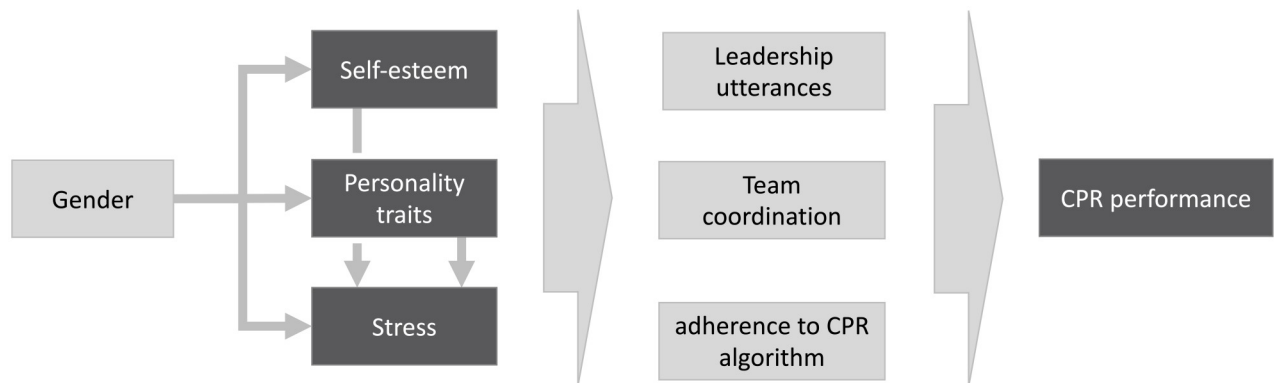 Gender
Self-esteem
Personality
traits
Stress
Leadership
utterances
Team
coordination
adherence to CPR
algorithm
CPR performance